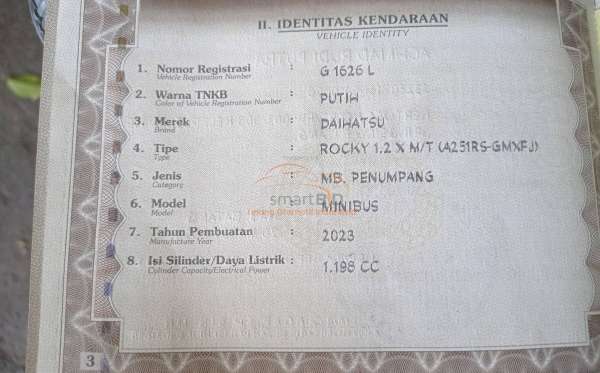 II. IDENTITAS KENDARAAN
VEHICLE IDENTITY
1. Nomor Registrasi : G 1626 L
Vehicle Registration Number
2. Warna TNKB : PUTIH
Color of Vehicle Registration Number
3. Merek : DAIHATSU
Brand
4. Tipe : ROCKY 1.2 X M/T (A251RS-GMXFJ)
Type
5. Jenis : MB. PENUMPANG
Category
smartBID
6. Model : MINIBUS
Model
7. Tahun Pembuatan : 2023
Manufacture Year
8. Isi Silinder/Daya Listrik : 1.198 CC
Cylinder Capacity/Electrical Power
3